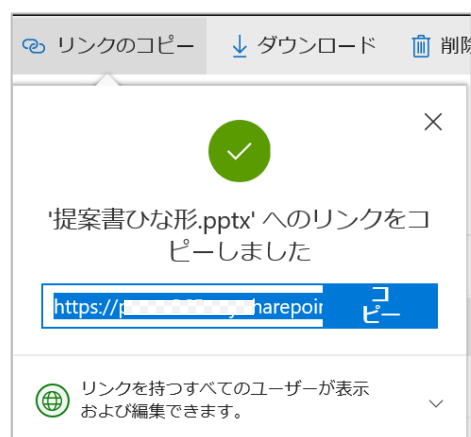 リンクのコピー ダウンロード 削除
'提案書ひな形.pptx' へのリンクをコ
ピーしました
https://p harepoir コ
ピー
リンクを持つすべてのユーザーが表示
および編集できます。